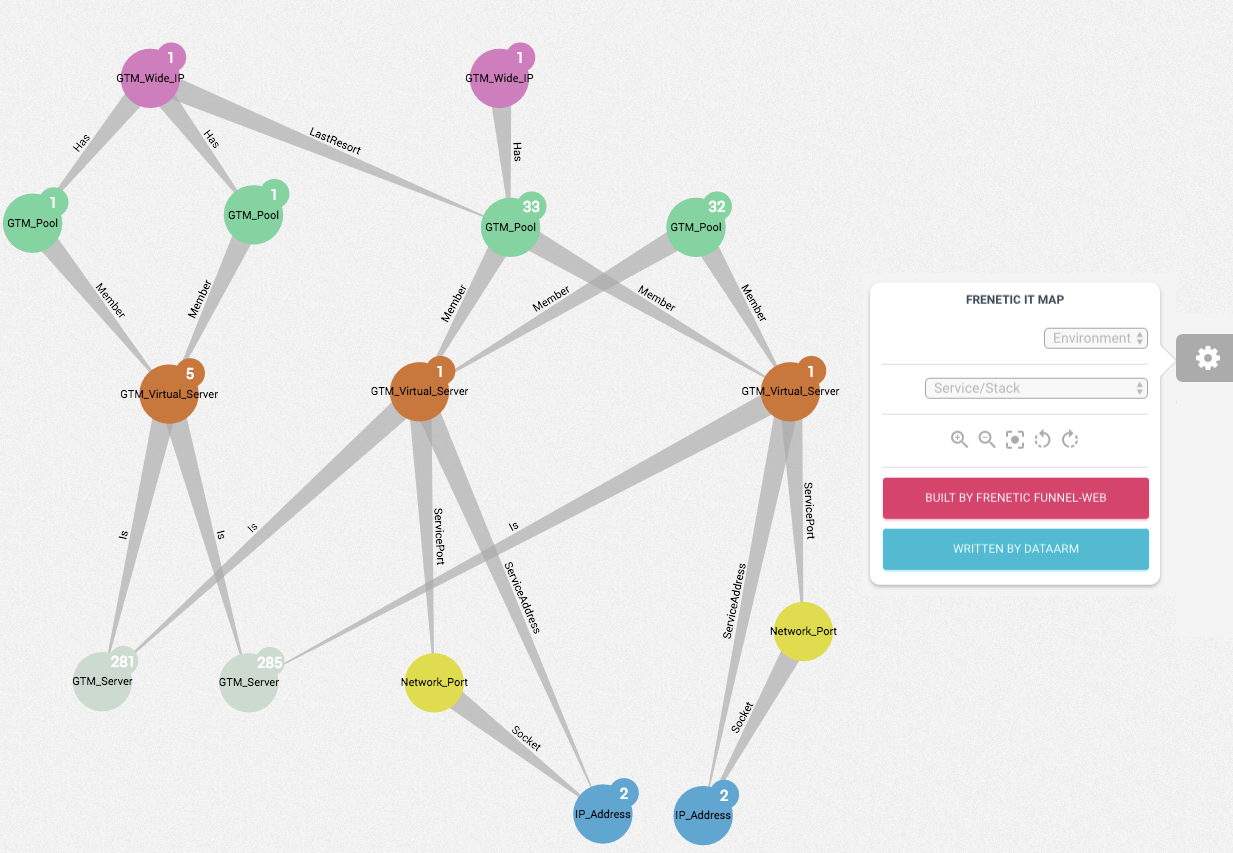 1
GTM_Wide_IP
1
GTM_Wide_IP
Has
Has
LastResort
Has
1
GTM_Pool
1
GTM_Pool
33
GTM_Pool
32
GTM_Pool
Member
Member
Member
Member
Member
Member
5
GTM_Virtual_Server
1
GTM_Virtual_Server
1
GTM_Virtual_Server
Is
Is
Is
ServicePort
ServiceAddress
Is
ServiceAddress
ServicePort
281
GTM_Server
285
GTM_Server
Network_Port
Network_Port
Socket
Socket
2
IP_Address
2
IP_Address
FRENETIC IT MAP
Environment
Service/Stack
BUILT BY FRENETIC FUNNEL-WEB
WRITTEN BY DATAARM